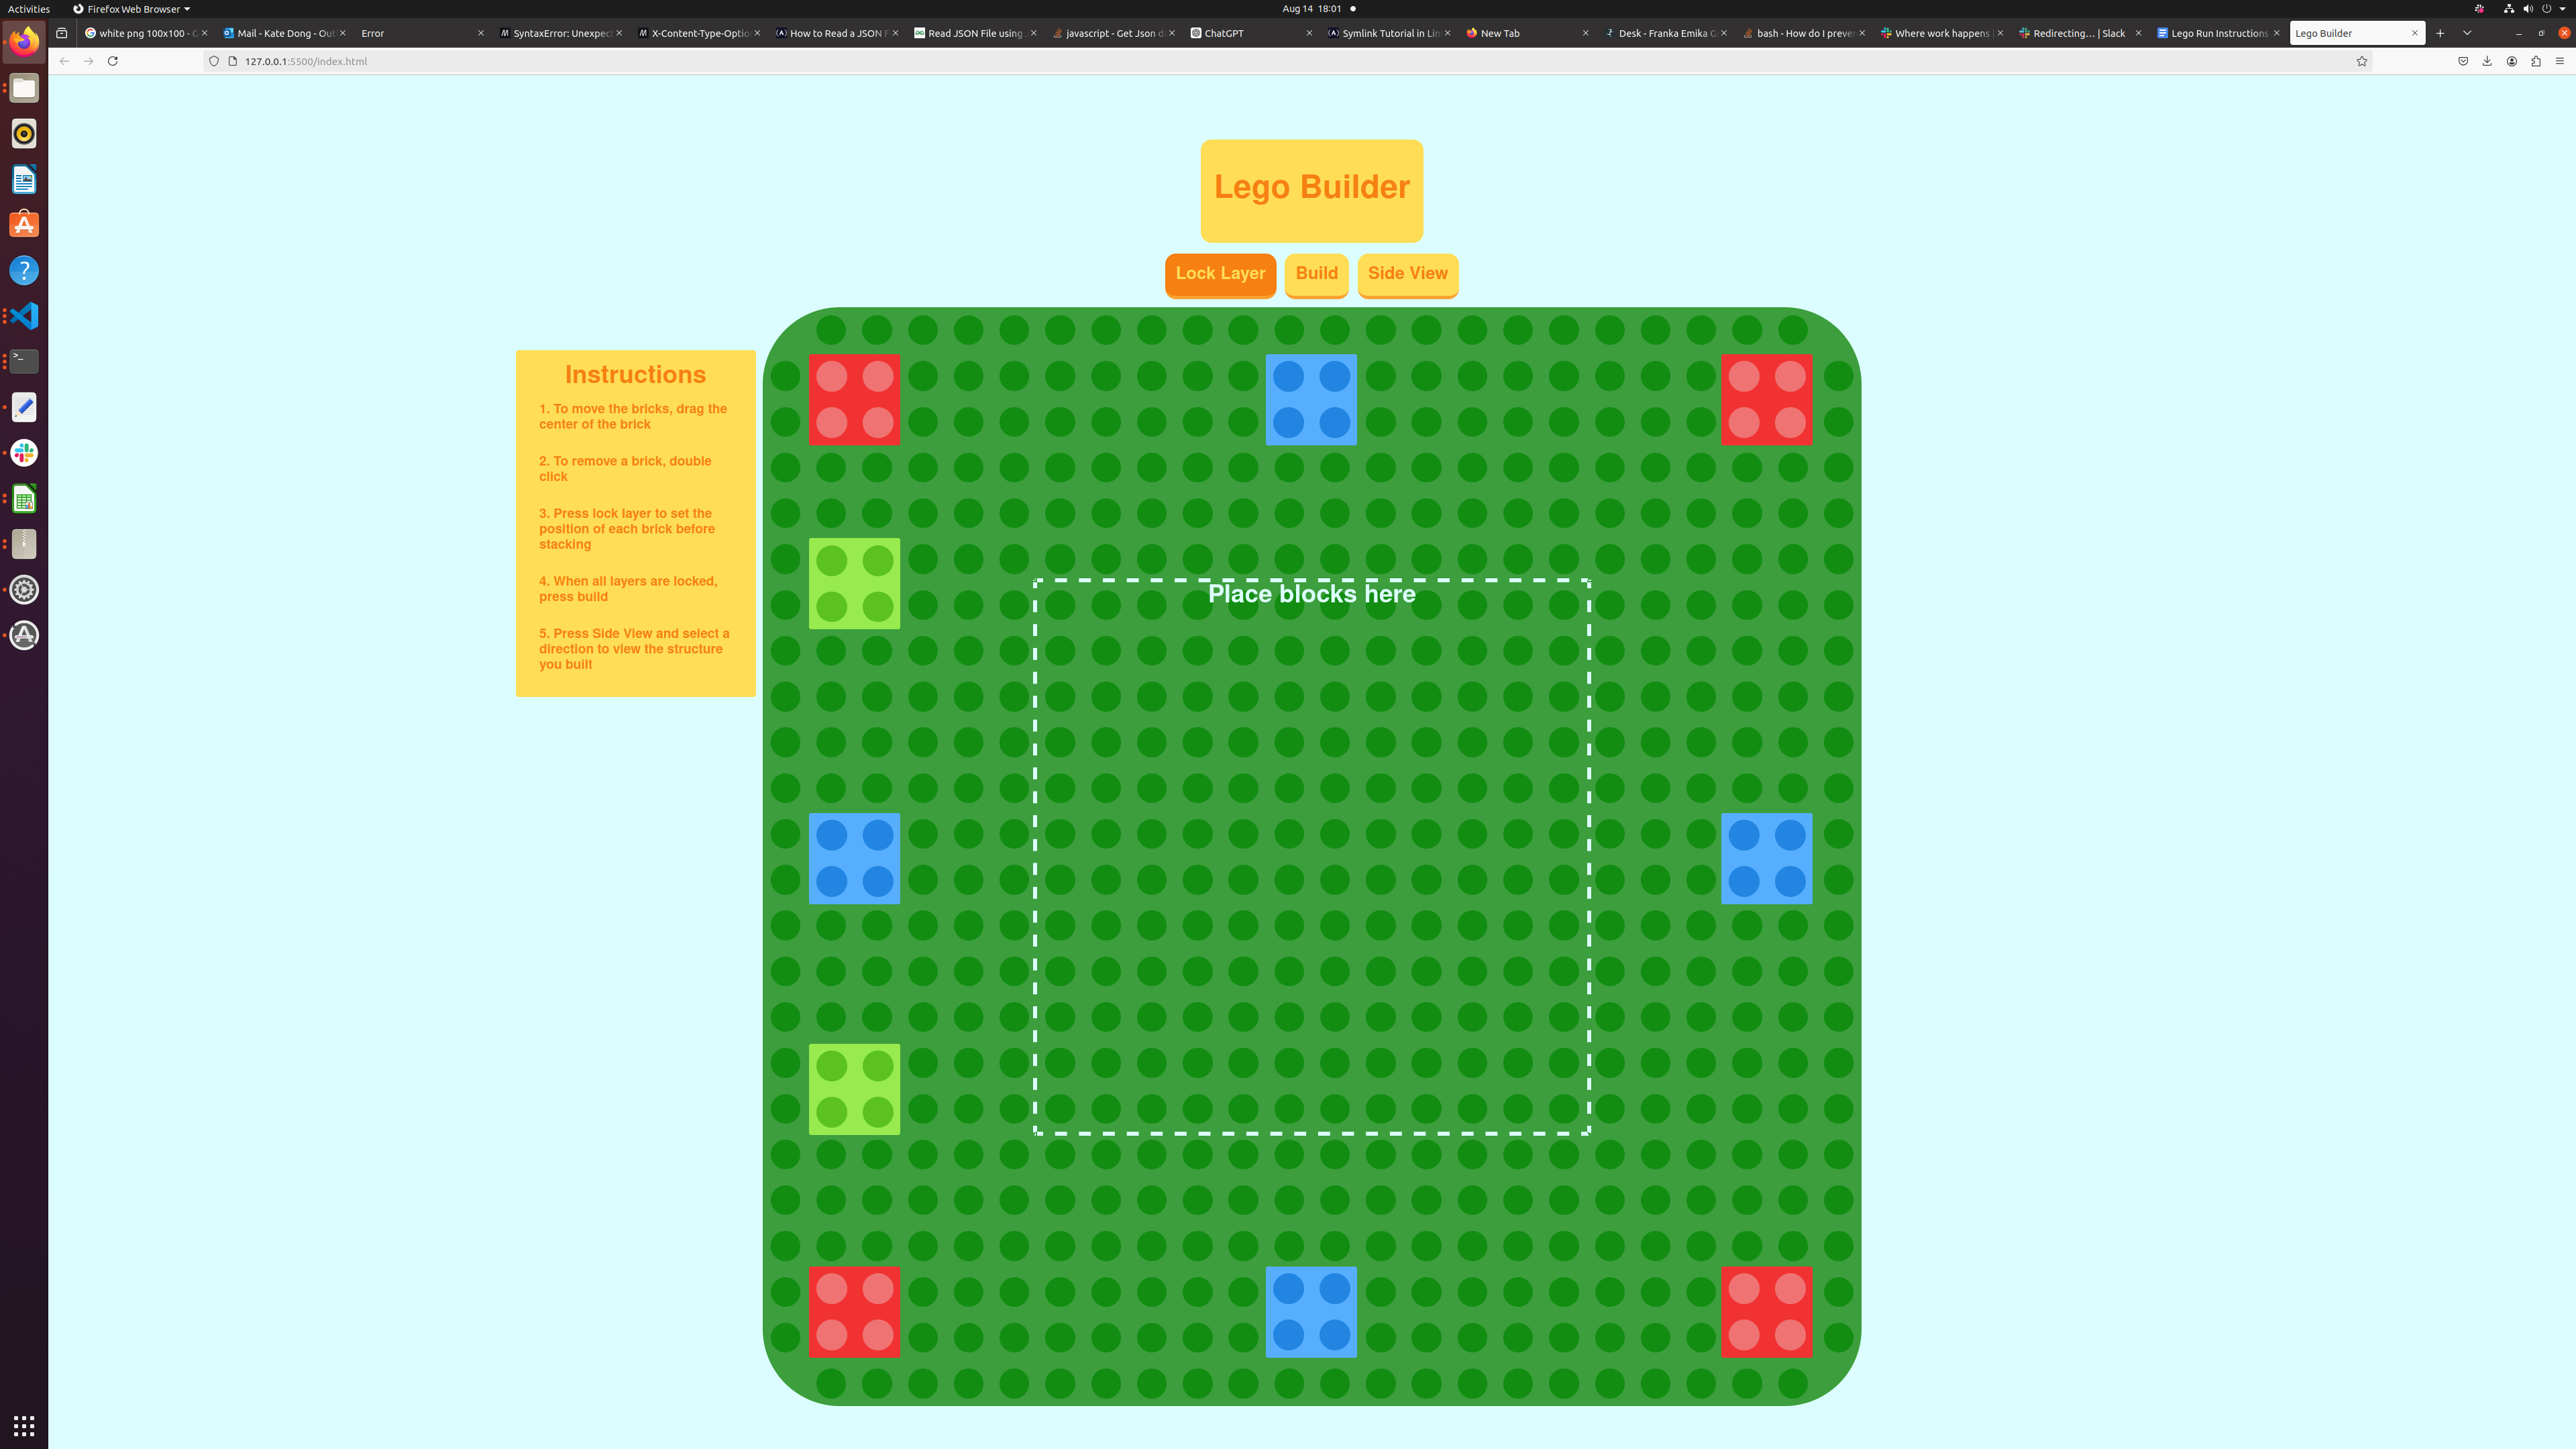 Activities
Firefox Web Browser
Aug 14 18:01
white png 100x100 - G
Mail - Kate Dong - Out
Error
SyntaxError: Unexpect
X-Content-Type-Optio
How to Read a JSON F
Read JSON File using
javascript - Get Json d
ChatGPT
Symlink Tutorial in Lin
New Tab
Desk - Franka Emika G
bash - How do I preven
Where work happens
Redirecting... | Slack
Lego Run Instructions
Lego Builder
127.0.0.1:5500/index.html
Lego Builder
Lock Layer
Build
Side View
Instructions
1. To move the bricks, drag the
center of the brick
2. To remove a brick, double
click
3. Press lock layer to set the
position of each brick before
stacking
4. When all layers are locked,
press build
5. Press Side View and select a
direction to view the structure
you built
Place blocks here